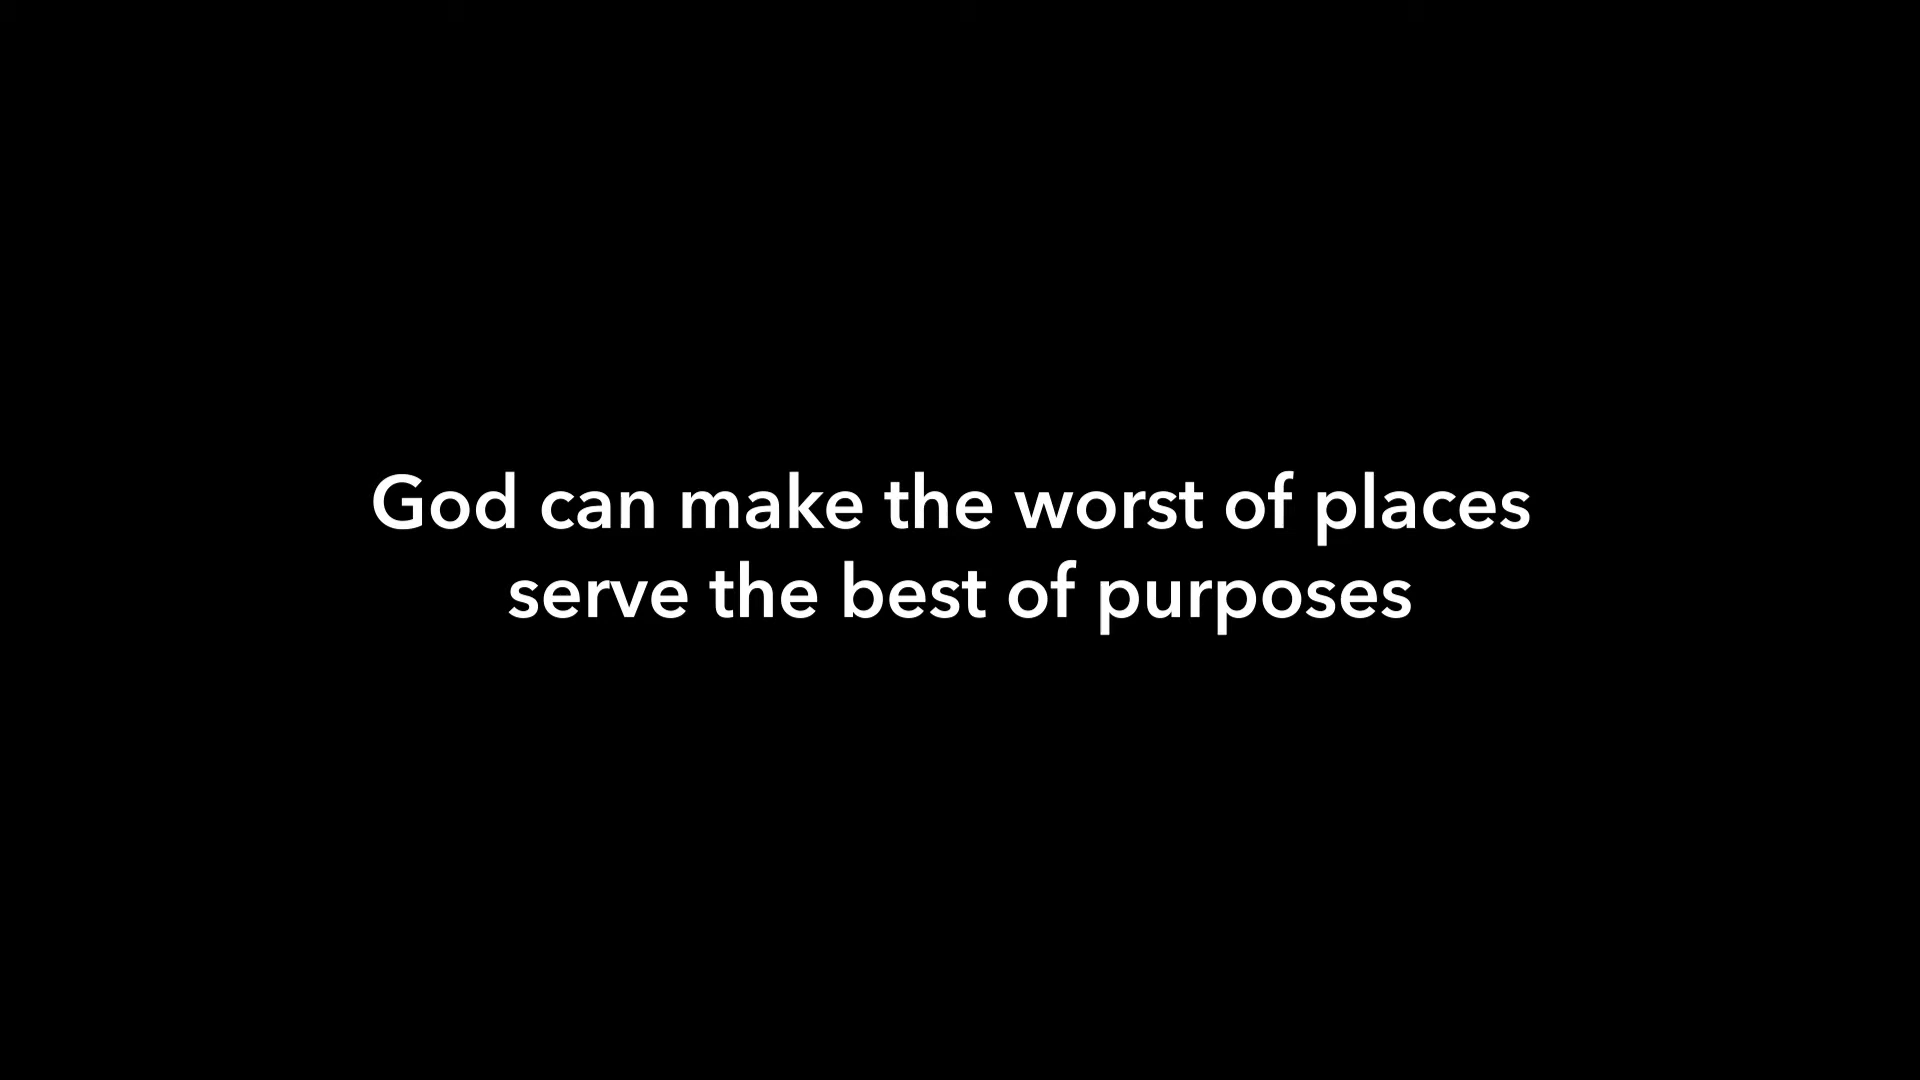 God can make the worst of places
serve the best of purposes